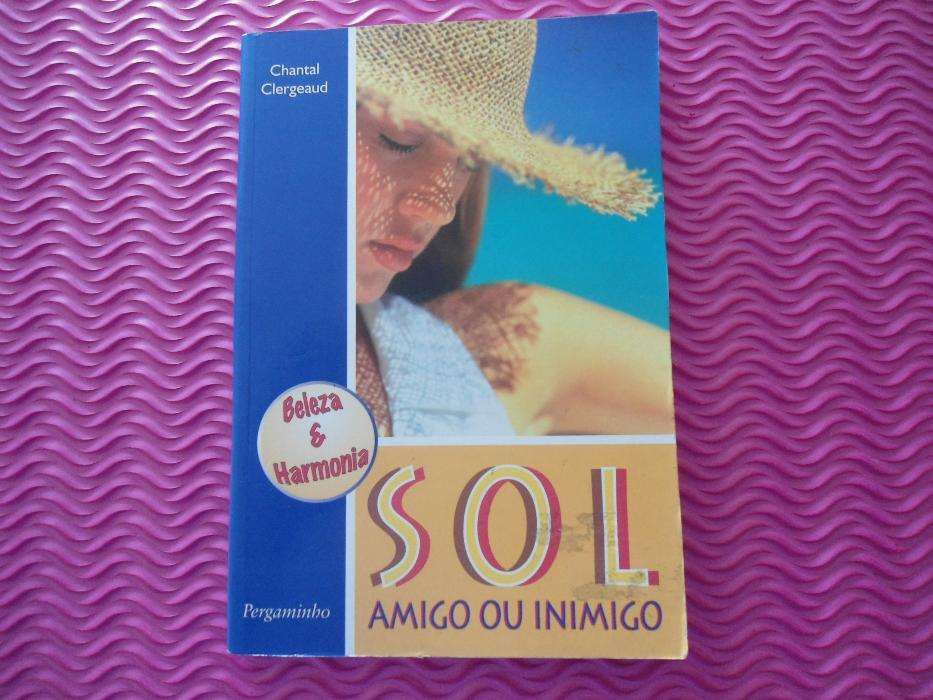 Chantal
Clergeaud
Beleza
&
Harmonia
SOL
AMIGO OU INIMIGO
Pergaminho